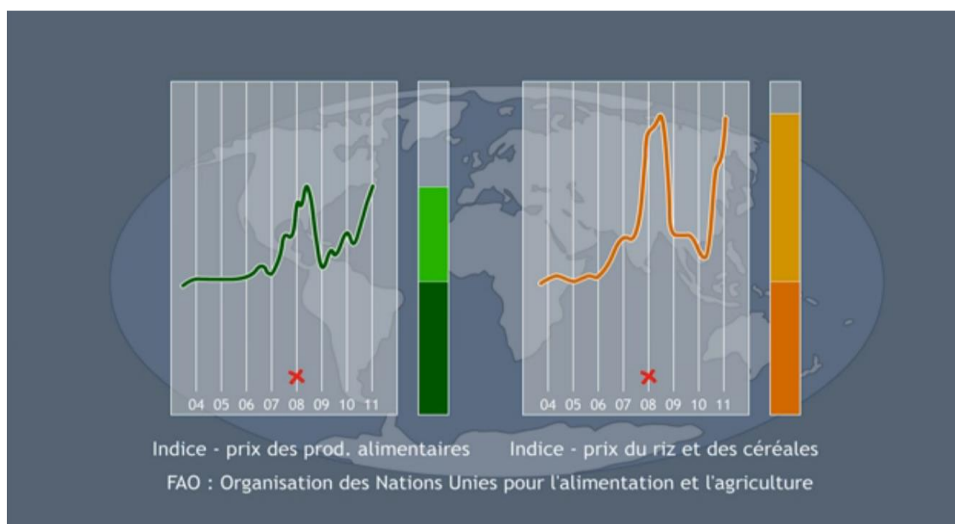 04 05 06 07 08 09 10 11
04 05 06 07 08 09 10 11
Indice - prix des prod. alimentaires
Indice - prix du riz et des céréales
FAO : Organisation des Nations Unies pour l'alimentation et l'agriculture